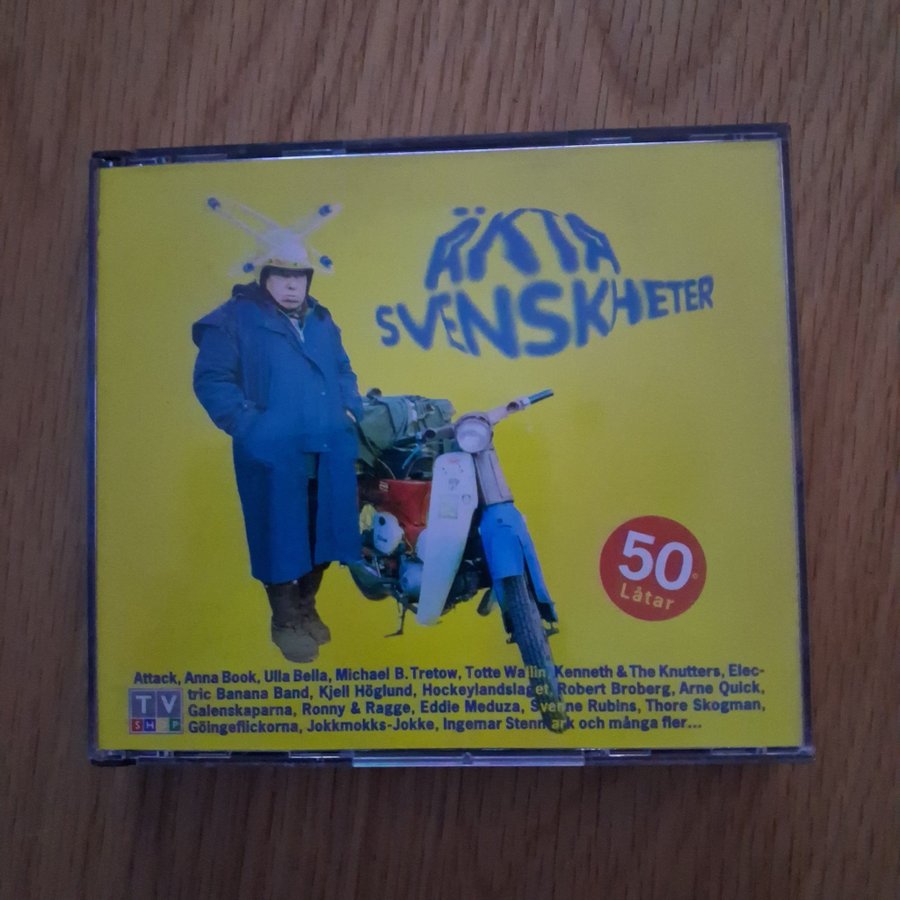 ÄKTA
SVENSKHETER
50
Låtar
Attack, Anna Book, Ulla Bella, Michael B. Tretow, Totte Wallin, Kenneth & The Knutters, Elec-
tric Banana Band, Kjell Höglund, Hockeylandslaget, Robert Broberg, Arne Quick,
Galenskaparna, Ronny & Ragge, Eddie Meduza, Svenne Rubins, Thore Skogman,
Göingeflickorna, Jokkmokks-Jokke, Ingemar Stenmark och många fler...
TV
SHOP